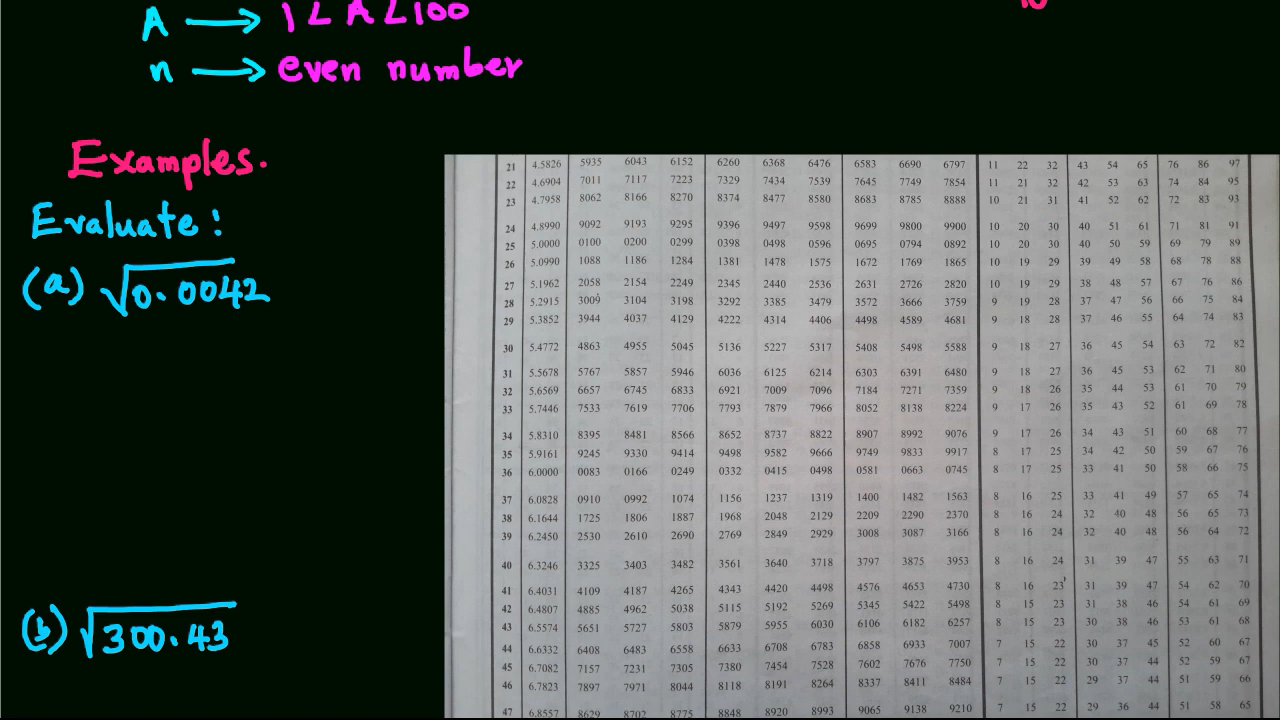 A → 1 < A < 100
n → even number
Examples.
Evaluate:
(a) √0.0042
(b) √300.43
21 4.5826 5935 6043 6152 6260 6368 6476 6583 6690 6797 11 22 32 43 54 65 76 86 97
22 4.6904 7011 7117 7223 7329 7434 7539 7645 7749 7854 11 21 32 42 53 63 74 84 95
23 4.7958 8062 8166 8270 8374 8477 8580 8683 8785 8888 10 21 31 41 52 62 72 83 93
24 4.8990 9092 9193 9295 9396 9497 9598 9699 9800 9900 10 20 30 40 51 61 71 81 91
25 5.0000 0100 0200 0299 0398 0498 0596 0695 0794 0892 10 20 30 40 50 59 69 79 89
26 5.0990 1088 1186 1284 1381 1478 1575 1672 1769 1865 10 19 29 39 49 58 68 78 88
27 5.1962 2058 2154 2249 2345 2440 2536 2631 2726 2820 10 19 29 38 48 57 67 76 86
28 5.2915 3009 3104 3198 3292 3385 3479 3572 3666 3759 9 19 28 37 47 56 66 75 84
29 5.3852 3944 4037 4129 4222 4314 4406 4498 4589 4681 9 18 28 37 46 55 64 74 83
30 5.4772 4863 4955 5045 5136 5227 5317 5408 5498 5588 9 18 27 36 45 54 63 72 82
31 5.5678 5767 5857 5946 6036 6125 6214 6303 6391 6480 9 18 27 36 45 53 62 71 80
32 5.6569 6657 6745 6833 6921 7009 7096 7184 7271 7359 9 18 26 35 44 53 61 70 79
33 5.7446 7533 7619 7706 7793 7879 7966 8052 8138 8224 9 17 26 35 43 52 61 69 78
34 5.8310 8395 8481 8566 8652 8737 8822 8907 8992 9076 9 17 26 34 43 51 60 68 77
35 5.9161 9245 9330 9414 9498 9582 9666 9749 9833 9917 8 17 25 34 42 50 59 67 76
36 6.0000 0083 0166 0249 0332 0415 0498 0581 0663 0745 8 17 25 33 41 50 58 66 75
37 6.0828 0910 0992 1074 1156 1237 1319 1400 1482 1563 8 16 25 33 41 49 57 65 74
38 6.1644 1725 1806 1887 1968 2048 2129 2209 2290 2370 8 16 24 32 40 48 56 65 73
39 6.2450 2530 2610 2690 2769 2849 2929 3008 3087 3166 8 16 24 32 40 48 56 64 72
40 6.3246 3325 3403 3482 3561 3640 3718 3797 3875 3953 8 16 24 31 39 47 55 63 71
41 6.4031 4109 4187 4265 4343 4420 4498 4576 4653 4730 8 16 23 31 39 47 54 62 70
42 6.4807 4885 4962 5038 5115 5192 5269 5345 5422 5498 8 15 23 31 38 46 54 61 69
43 6.5574 5651 5727 5803 5879 5955 6030 6106 6182 6257 8 15 23 30 38 46 53 61 68
44 6.6332 6408 6483 6558 6633 6708 6783 6858 6933 7007 7 15 22 30 37 45 52 60 67
45 6.7082 7157 7231 7305 7380 7454 7528 7602 7676 7750 7 15 22 30 37 44 52 59 67
46 6.7823 7897 7971 8044 8118 8191 8264 8337 8411 8484 7 15 22 29 37 44 51 59 66
47 6.8557 8629 8702 8775 8848 8920 8993 9065 9138 9210 7 15 22 29 36 44 51 58 65